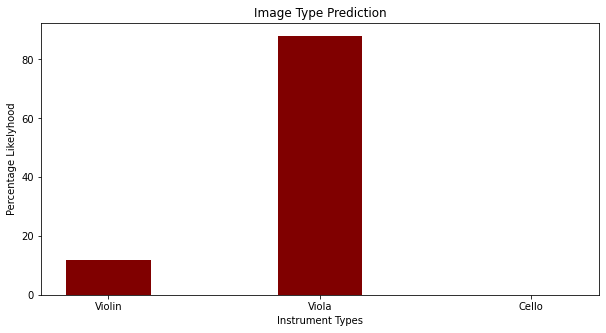 Image Type Prediction
Percentage Likelyhood
80
60
40
20
0
Violin Viola Cello
Instrument Types